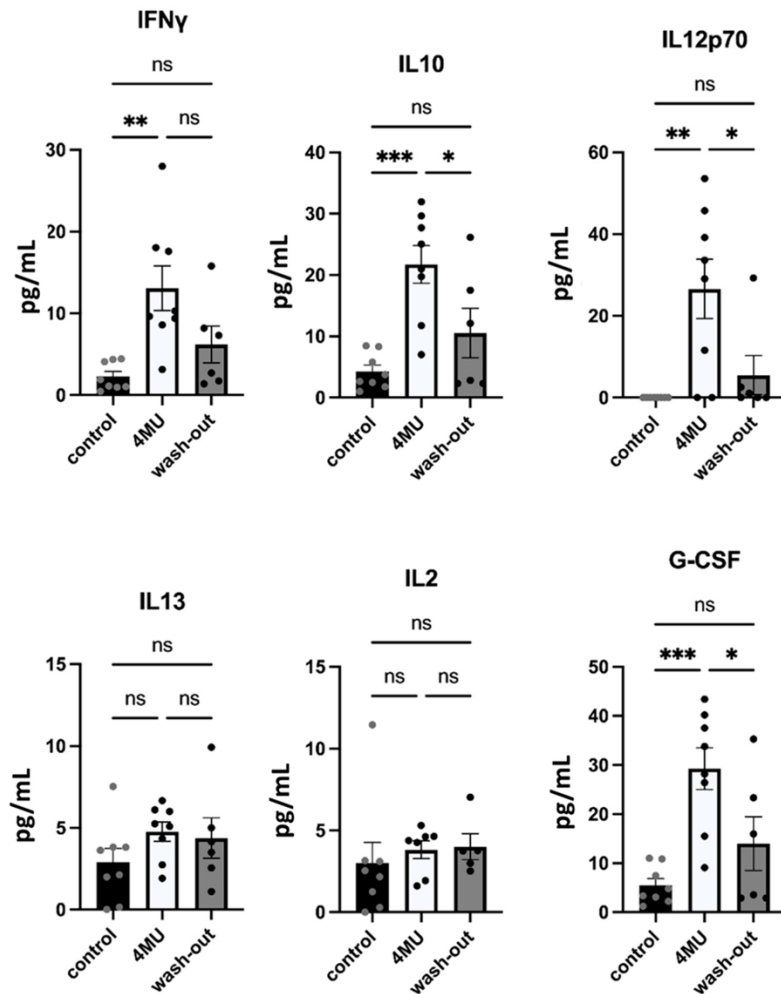 IFNγ
ns
** ns
30
20
10
0
pg/mL
control 4MU wash-out
IL10
ns
*** *
40
30
20
10
0
pg/mL
control 4MU wash-out
IL12p70
ns
** *
60
40
20
0
pg/mL
control 4MU wash-out
IL13
ns
ns ns
15
10
5
0
pg/mL
control 4MU wash-out
IL2
ns
ns ns
15
10
5
0
pg/mL
control 4MU wash-out
G-CSF
ns
*** *
50
40
30
20
10
0
pg/mL
control 4MU wash-out